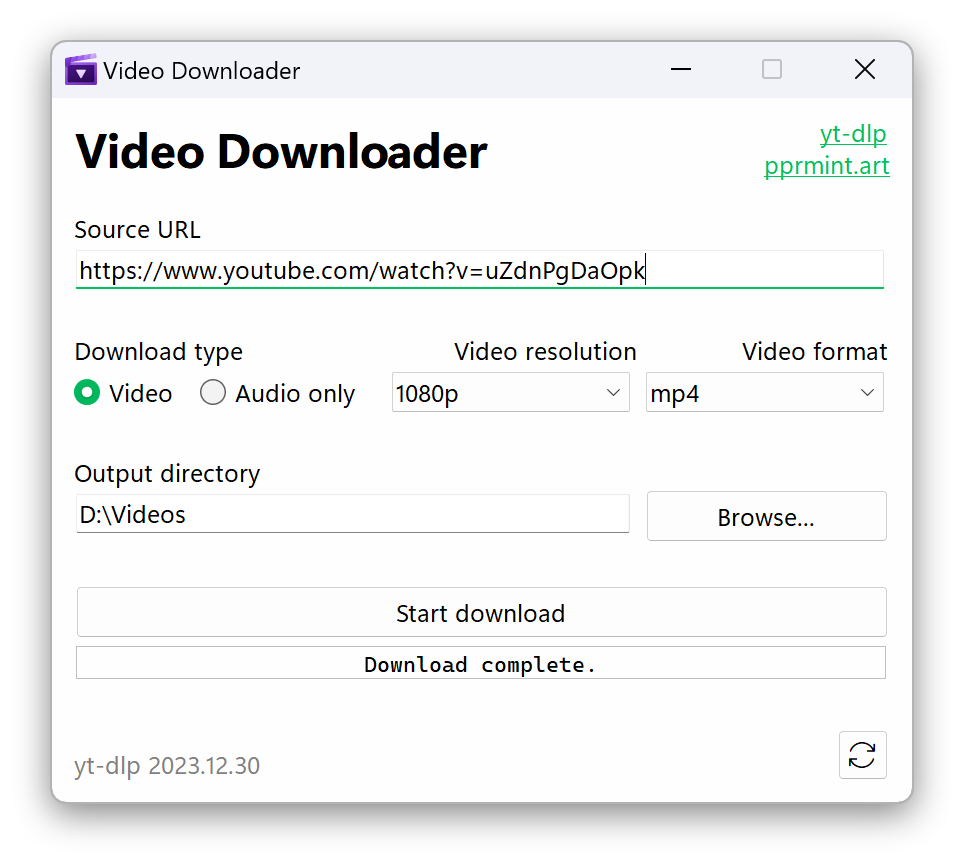 Video Downloader
Video Downloader
yt-dlp
pprmint.art
Source URL
https://www.youtube.com/watch?v=uZdnPgDaOpk
Download type
Video resolution
Video format
Video
Audio only
1080p
mp4
Output directory
D:\Videos
Browse...
Start download
Download complete.
yt-dlp 2023.12.30